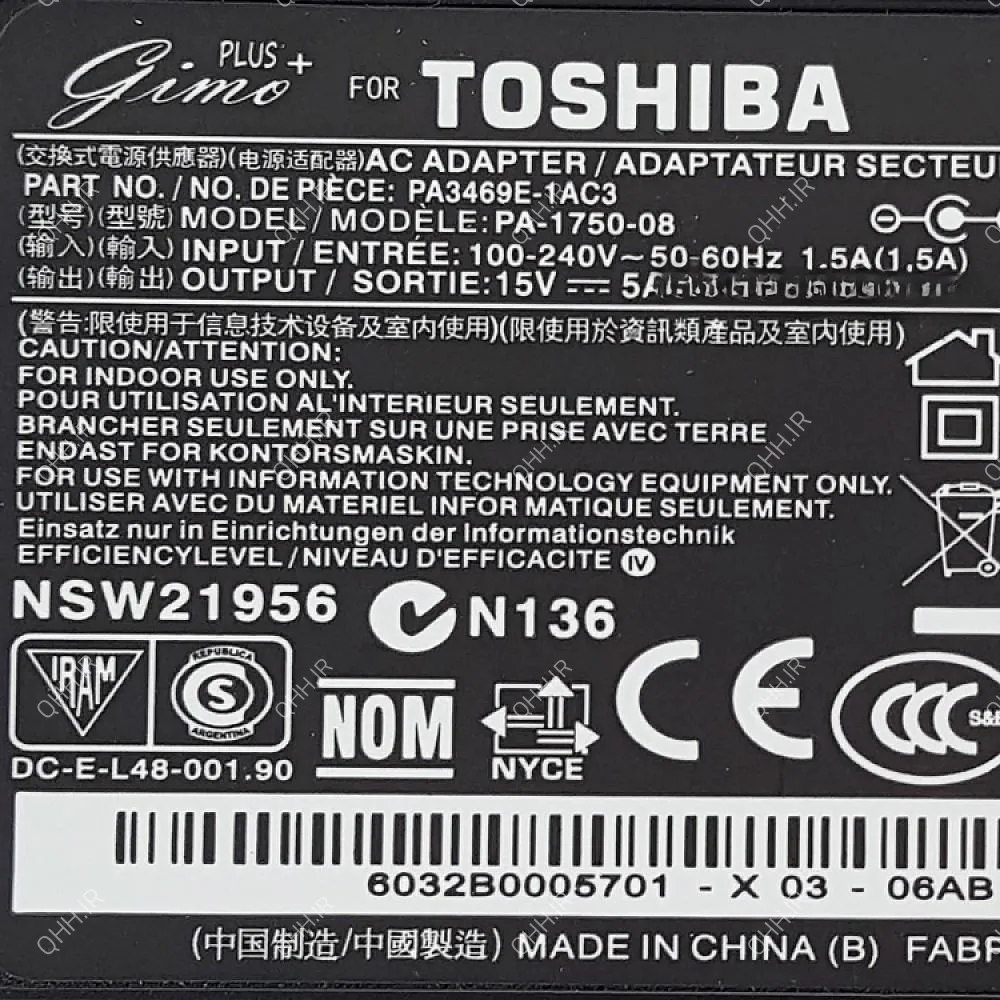 Gimo PLUS + FOR TOSHIBA
(交換式電源供應器)(电源适配器)AC ADAPTER / ADAPTATEUR SECTEU
PART NO. / NO. DE PIÈCE: PA3469E-1AC3
(型号)(型號) MODEL / MODÈLE: PA-1750-08
(输入)(輸入) INPUT / ENTRÉE: 100-240V~50-60Hz 1.5A(1,5A)
(输出)(輸出) OUTPUT / SORTIE:15V ⎓ 5A
(警告:限使用于信息技术设备及室内使用)(限使用於資訊類產品及室內使用)
CAUTION/ATTENTION:
FOR INDOOR USE ONLY.
POUR UTILISATION AL'INTERIEUR SEULEMENT.
BRANCHER SEULEMENT SUR UNE PRISE AVEC TERRE
ENDAST FOR KONTORSMASKIN.
FOR USE WITH INFORMATION TECHNOLOGY EQUIPMENT ONLY.
UTILISER AVEC DU MATERIEL INFOR MATIQUE SEULEMENT.
Einsatz nur in Einrichtungen der Informationstechnik
EFFICIENCYLEVEL / NIVEAU D'EFFICACITE IV
NSW21956 N136
IRAM REPUBLICA S ARGENTINA NOM NYCE CE CCC S&E
DC-E-L48-001.90
6032B0005701 - X 03 - 06AB
(中国制造/中國製造) MADE IN CHINA (B) FABR
QHH.IR